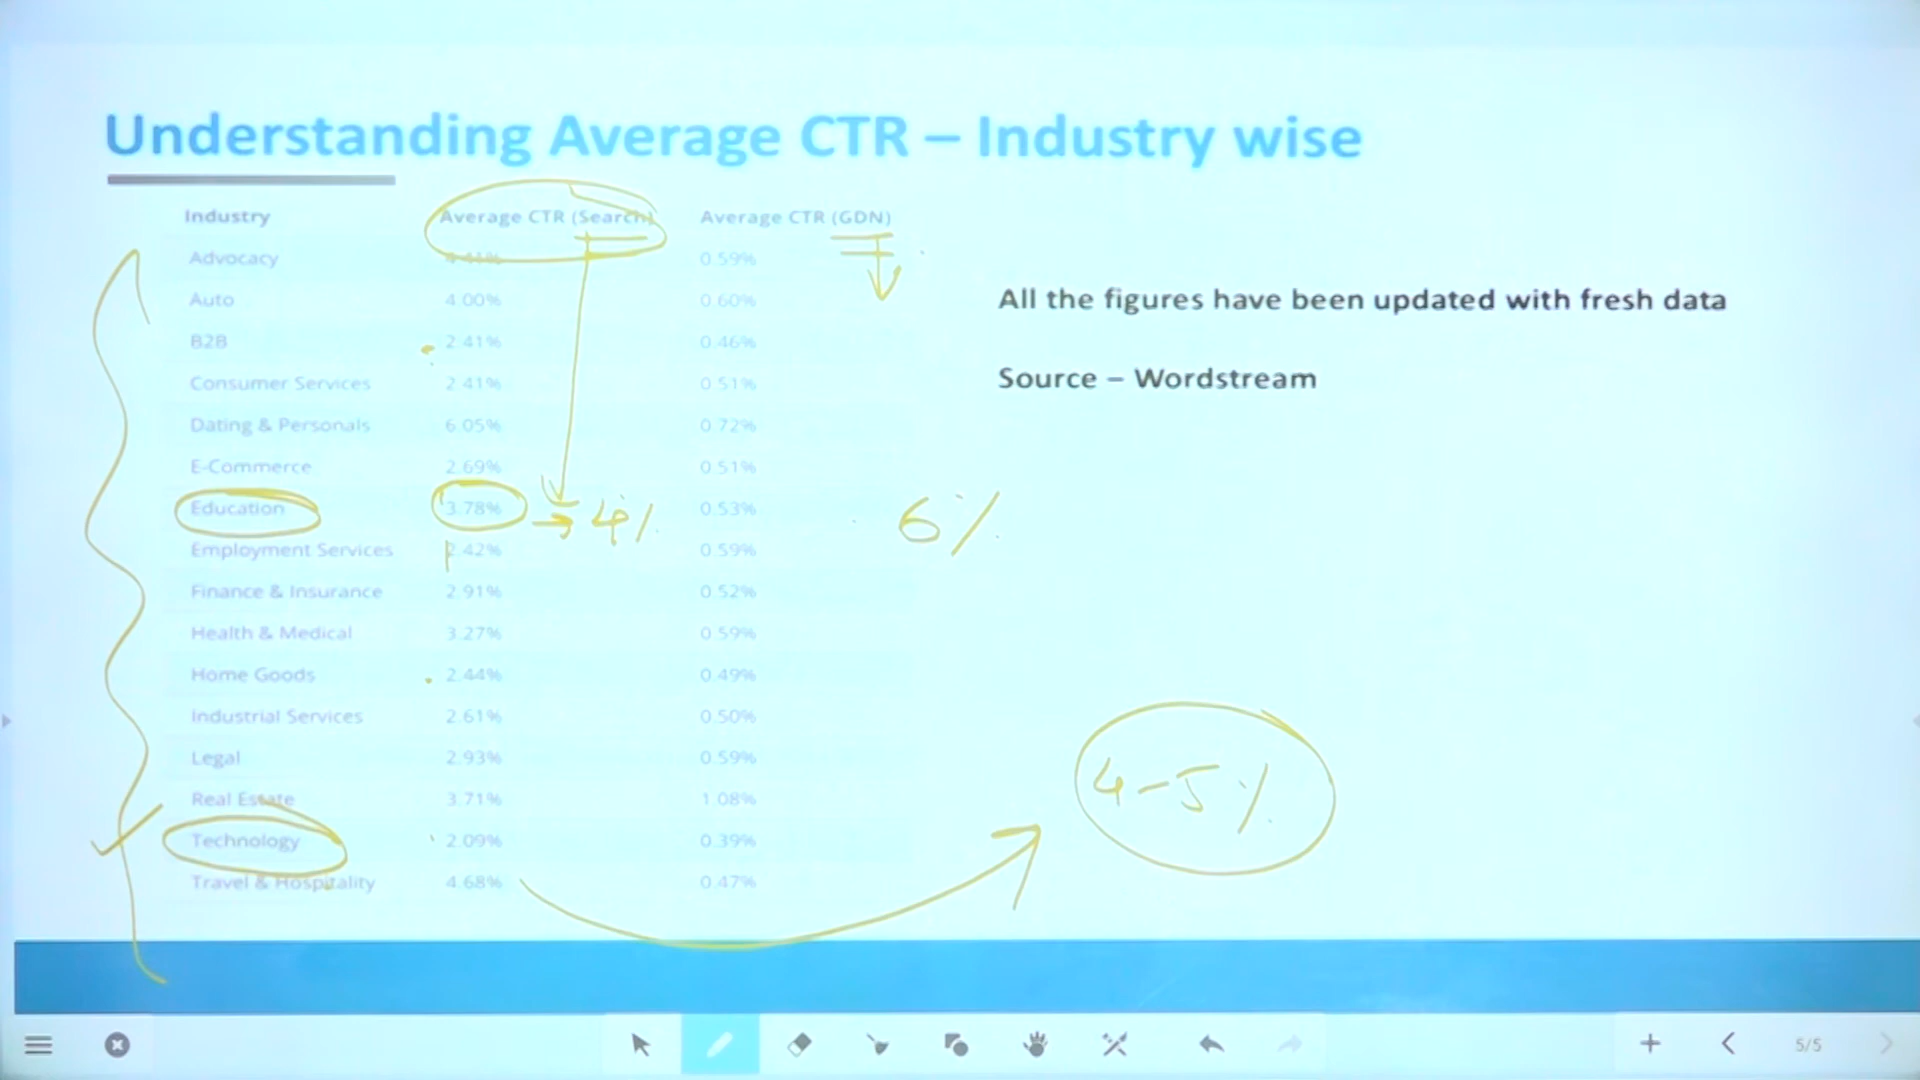 Understanding Average CTR – Industry wise
Industry Average CTR (Search) Average CTR (GDN)
Advocacy 4.41% 0.59%
Auto 4.00% 0.60%
B2B 2.41% 0.46%
Consumer Services 2.41% 0.51%
Dating & Personals 6.05% 0.72%
E-Commerce 2.69% 0.51%
Education 3.78% 4% 0.53% 6%
Employment Services 2.42% 0.59%
Finance & Insurance 2.91% 0.52%
Health & Medical 3.27% 0.59%
Home Goods 2.44% 0.49%
Industrial Services 2.61% 0.50%
Legal 2.93% 0.59%
Real Estate 3.71% 1.08%
Technology 2.09% 0.39%
Travel & Hospitality 4.68% 0.47%
All the figures have been updated with fresh data
Source – Wordstream
4-5%
5/5